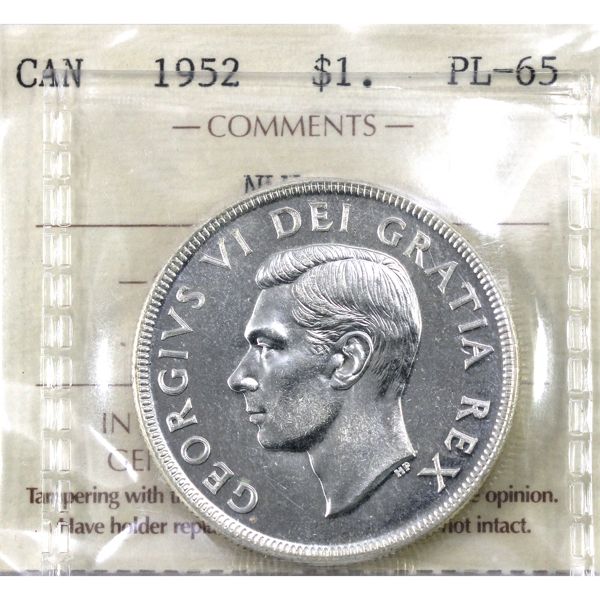 CAN 1952 $1. PL-65
— COMMENTS —
GEORGIVS VI DEI GRATIA REX
HP
IN
Tampering with opinion.
Have holder not intact.